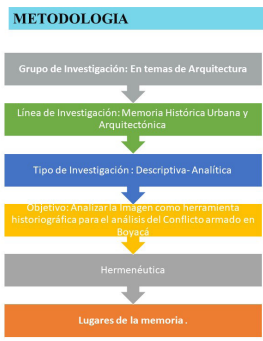 METODOLOGIA
Grupo de Investigación: En temas de Arquitectura
Línea de Investigación: Memoria Histórica Urbana y
Arquitectónica
Tipo de Investigación : Descriptiva- Analítica
Objetivo: Analizar la Imagen como herramienta
historiográfica para el análisis del Conflicto armado en
Boyacá
Hermenéutica
Lugares de la memoria .